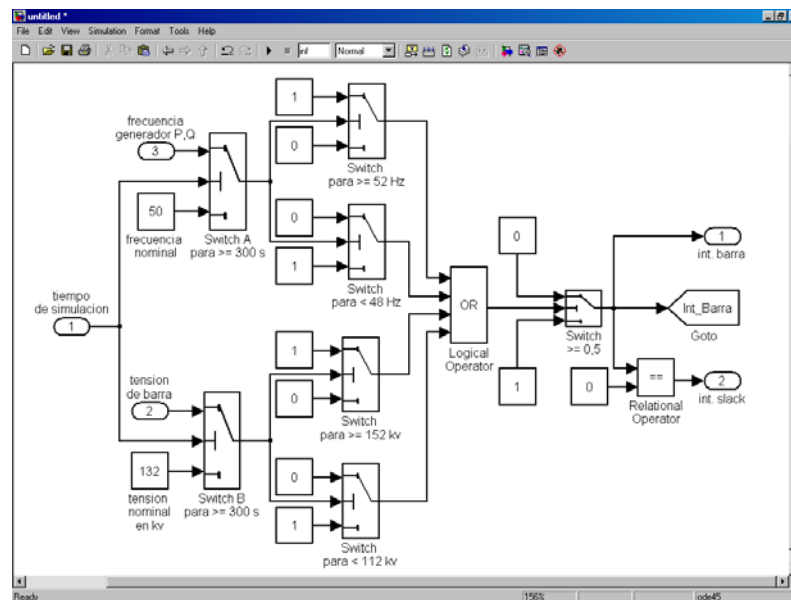 untitled *
File Edit View Simulation Format Tools Help
inf Normal
frecuencia
generador P,Q
3
50
frecuencia
nominal
Switch A
para >= 300 s
1
0
Switch
para >= 52 Hz
0
1
Switch
para < 48 Hz
tiempo
de simulacion
1
tension
de barra
2
132
tension
nominal
en kv
Switch B
para >= 300 s
1
0
Switch
para >= 152 kv
0
1
Switch
para < 112 kv
OR
Logical
Operator
0
1
Switch
>= 0,5
1
int. barra
Int_Barra
Goto
0
==
Relational
Operator
2
int. slack
Ready 156% ode45